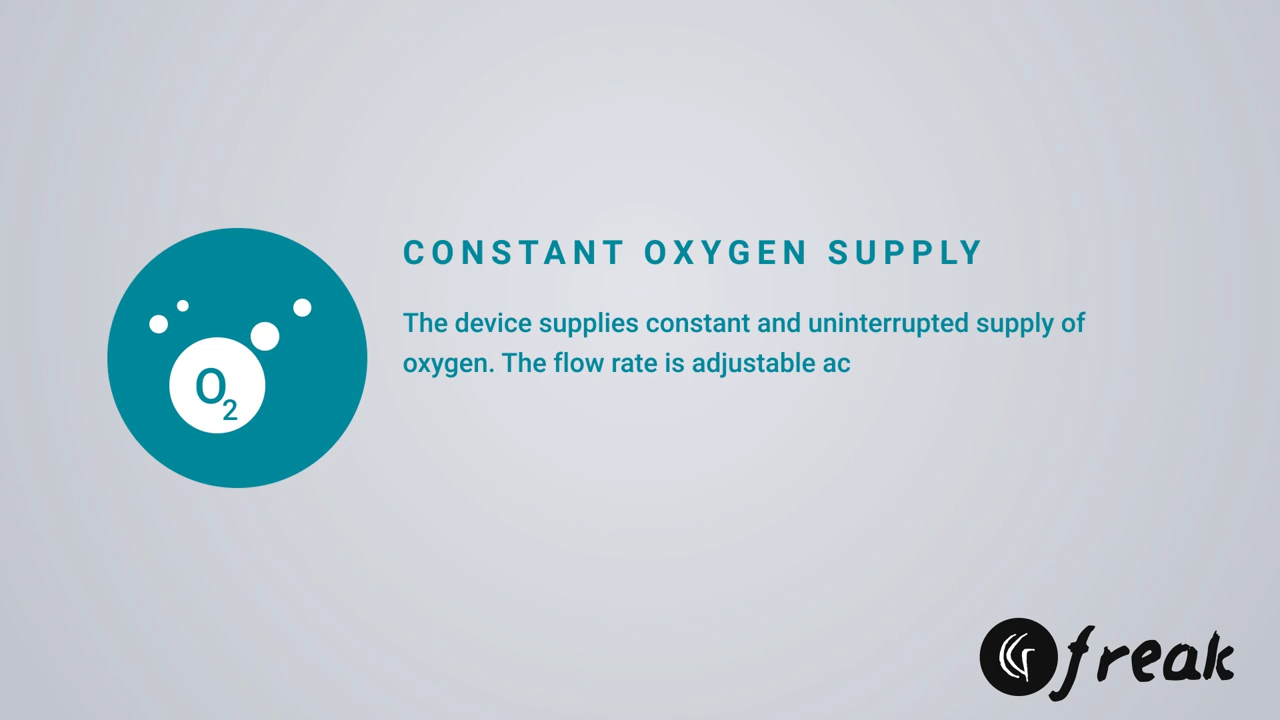 CONSTANT OXYGEN SUPPLY
The device supplies constant and uninterrupted supply of
oxygen. The flow rate is adjustable ac
O2
freak